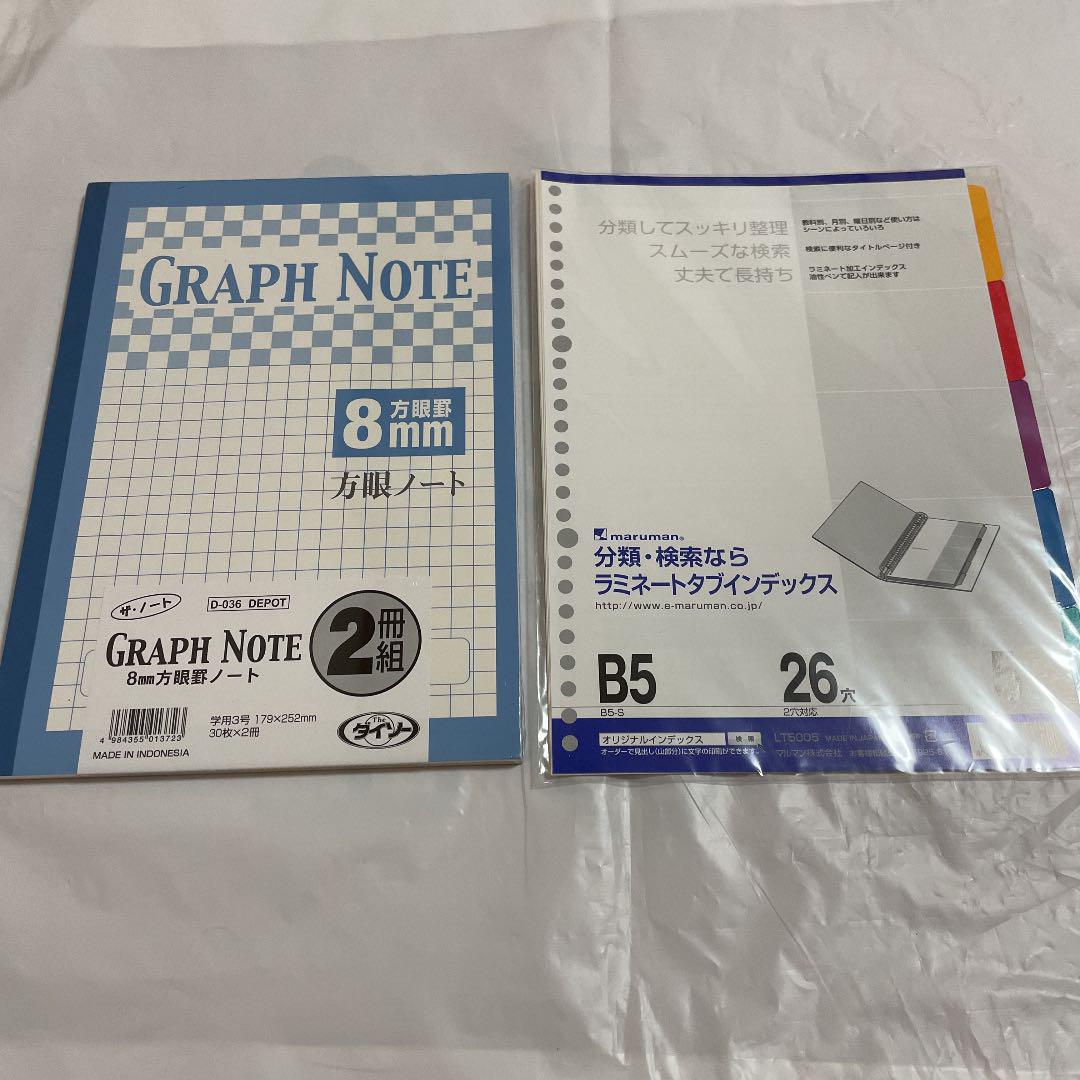 GRAPH NOTE
8 方眼罫
mm
方眼ノート
ザ・ノート
D-036 DEPOT
GRAPH NOTE
8mm方眼罫ノート
2冊組
学用3号 179×252mm
30枚×2冊
The
ダイソー
4 984355 013723
MADE IN INDONESIA
分類してスッキリ整理
スムーズな検索
丈夫で長持ち
教科別、月別、曜日別など使い方は
シーンによっていろいろ
検索に便利なタイトルページ付き
ラミネート加工インデックス
油性ペンで記入が出来ます
maruman®
分類・検索なら
ラミネートタブインデックス
http://www.e-maruman.co.jp/
B5
B5-S
26穴
2穴対応
オリジナルインデックス 検索
オーダーで見出し(山部分)に文字の印刷ができます。
LT5005 MADE IN JAPAN
マルマン株式会社